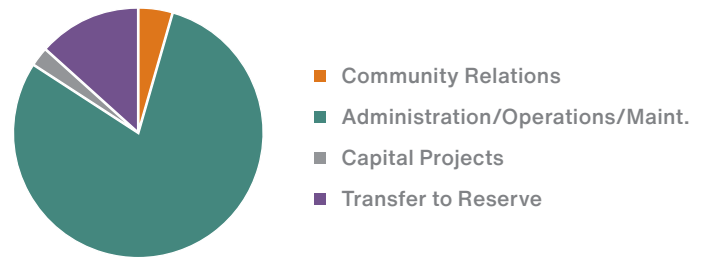 Community Relations
Administration/Operations/Maint.
Capital Projects
Transfer to Reserve